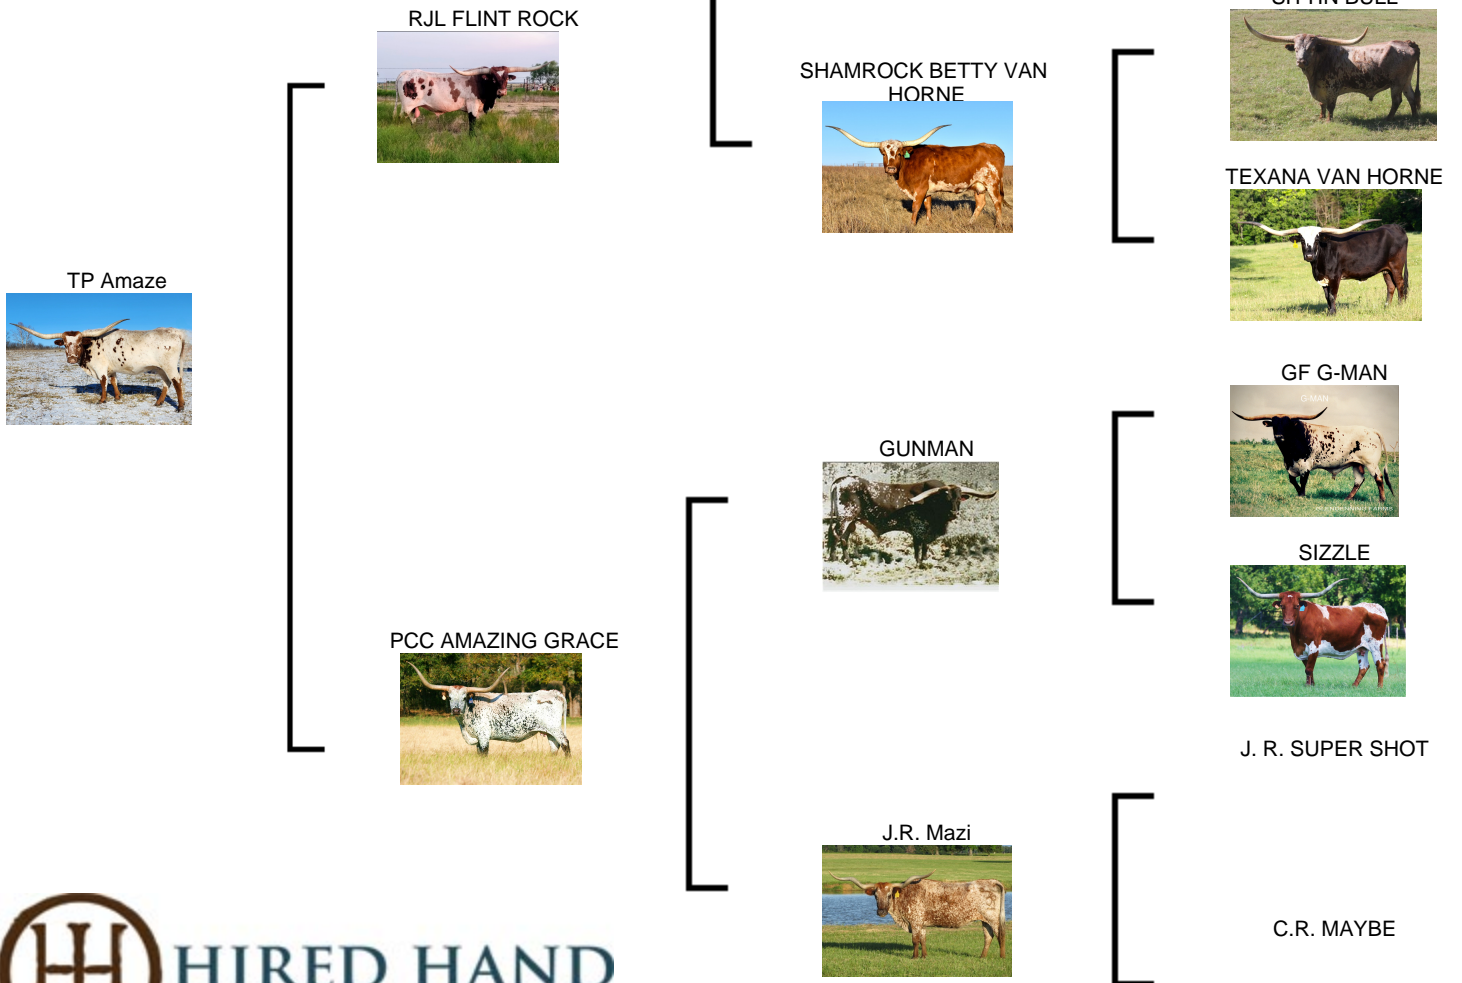 RJL FLINT ROCK
SHAMROCK BETTY VAN
HORNE
TEXANA VAN HORNE
TP Amaze
GF G-MAN
G-MAN
GUNMAN
SIZZLE
PCC AMAZING GRACE
J. R. SUPER SHOT
J.R. Mazi
C.R. MAYBE
HIRED HAND